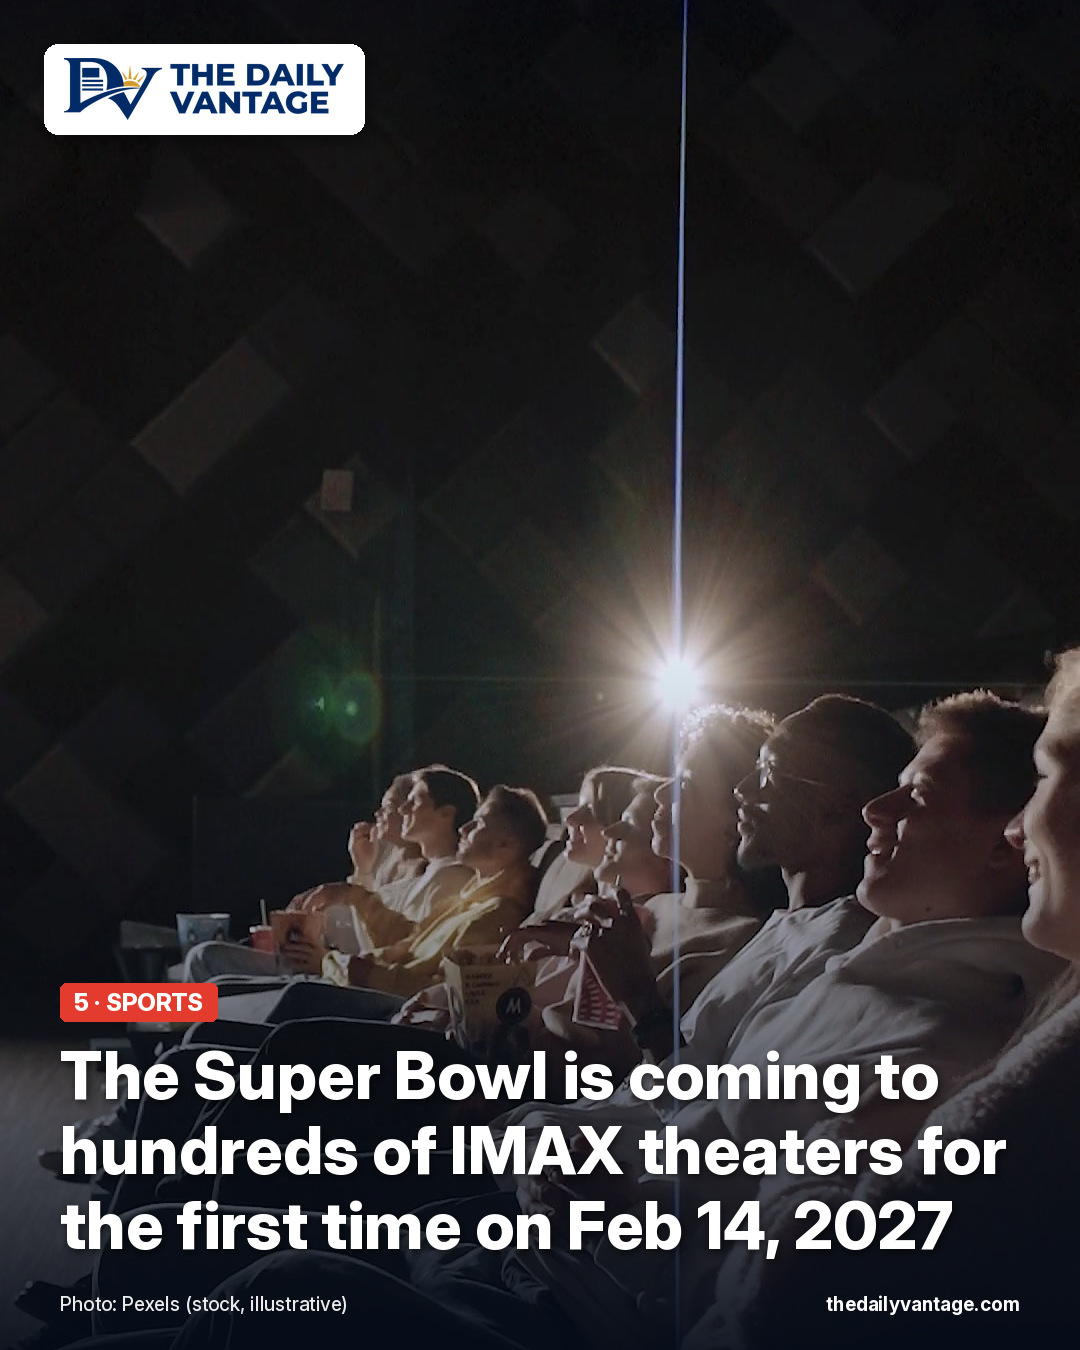 THE DAILY
VANTAGE
5 · SPORTS
The Super Bowl is coming to
hundreds of IMAX theaters for
the first time on Feb 14, 2027
Photo: Pexels (stock, illustrative)
thedailyvantage.com